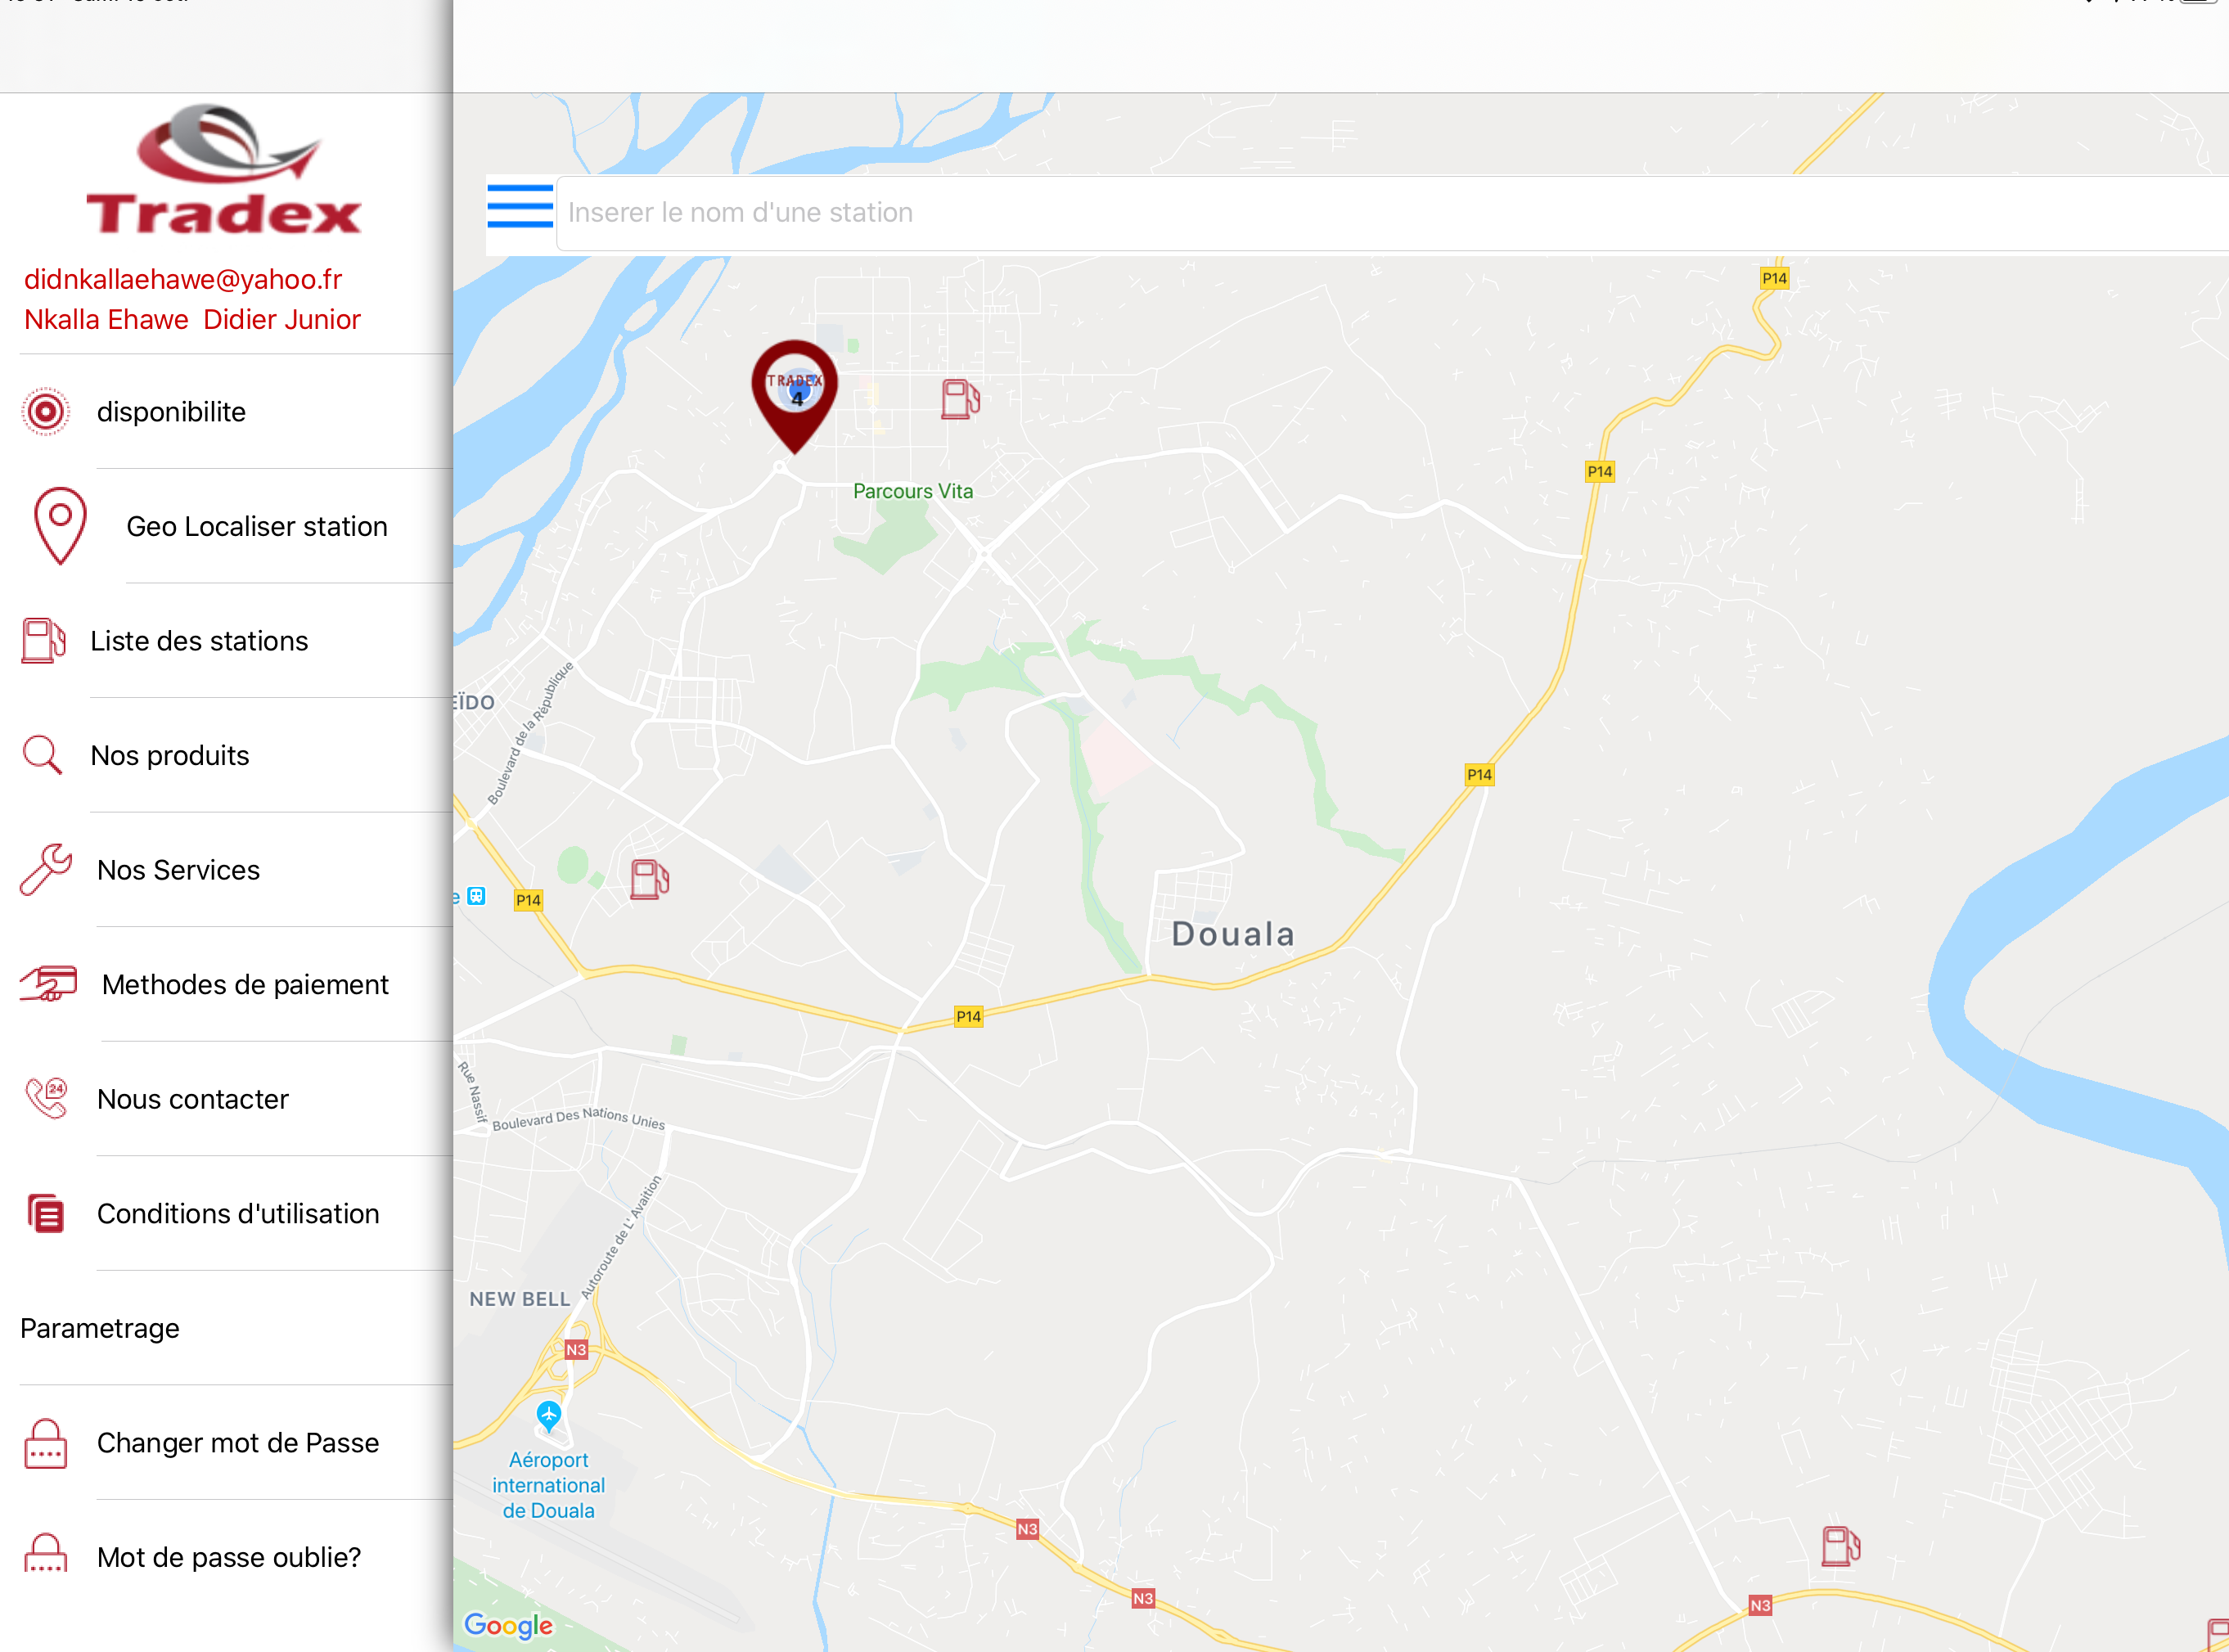 Tradex
didnkallaehawe@yahoo.fr
Nkalla Ehawe  Didier Junior
disponibilite
Geo Localiser station
Liste des stations
Nos produits
Nos Services
Methodes de paiement
24
Nous contacter
Conditions d'utilisation
Parametrage
Changer mot de Passe
Mot de passe oublie?
Inserer le nom d'une station
P14
TRADEX
4
P14
Parcours Vita
EÏDO
Boulevard de la République
P14
e
P14
Douala
P14
Rue Nassif
Boulevard Des Nations Unies
Autoroute de L' Avaition
NEW BELL
N3
Aéroport
international
de Douala
N3
N3
N3
Google